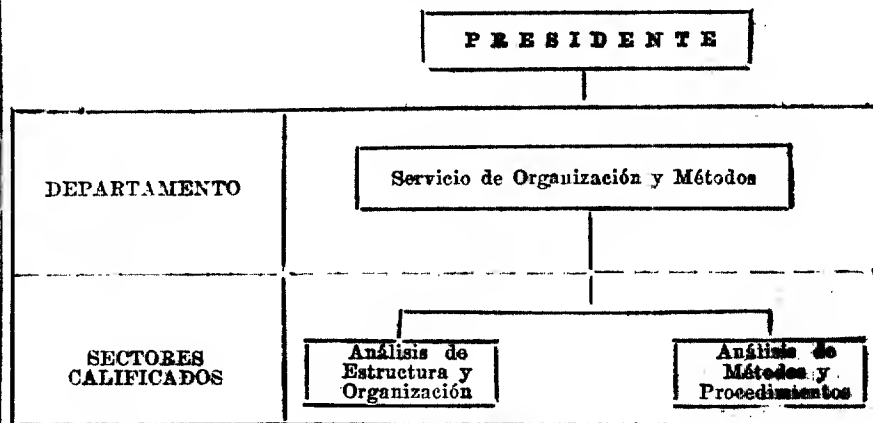 PRESIDENTE
DEPARTAMENTO
Servicio de Organización y Métodos
SECTORES
CALIFICADOS
Análisis de
Estructura y
Organización
Análisis de
Métodos y
Procedimientos